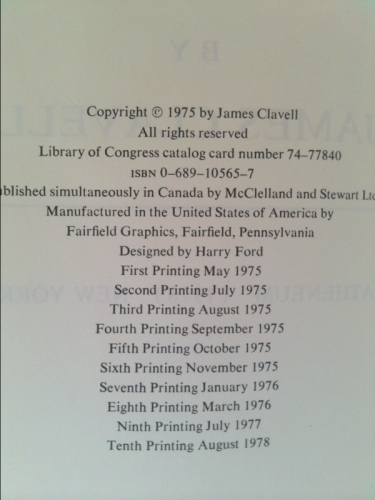 Copyright © 1975 by James Clavell
All rights reserved
Library of Congress catalog card number 74-77840
ISBN 0-689-10565-7
ublished simultaneously in Canada by McClelland and Stewart Ltd
Manufactured in the United States of America by
Fairfield Graphics, Fairfield, Pennsylvania
Designed by Harry Ford
First Printing May 1975
Second Printing July 1975
Third Printing August 1975
Fourth Printing September 1975
Fifth Printing October 1975
Sixth Printing November 1975
Seventh Printing January 1976
Eighth Printing March 1976
Ninth Printing July 1977
Tenth Printing August 1978